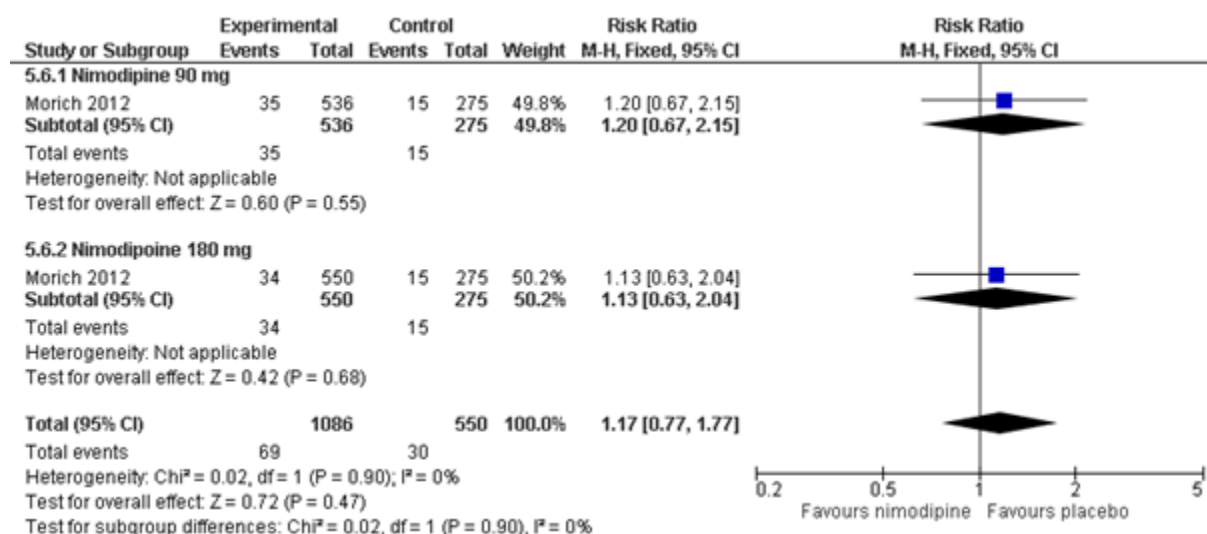 Experimental Control Risk Ratio Risk Ratio
Study or Subgroup Events Total Events Total Weight M-H, Fixed, 95% CI M-H, Fixed, 95% CI
5.6.1 Nimodipine 90 mg
Morich 2012 35 536 15 275 49.8% 1.20 [0.67, 2.15]
Subtotal (95% CI) 536 275 49.8% 1.20 [0.67, 2.15]
Total events 35 15
Heterogeneity: Not applicable
Test for overall effect: Z = 0.60 (P = 0.55)
5.6.2 Nimodipoine 180 mg
Morich 2012 34 550 15 275 50.2% 1.13 [0.63, 2.04]
Subtotal (95% CI) 550 275 50.2% 1.13 [0.63, 2.04]
Total events 34 15
Heterogeneity: Not applicable
Test for overall effect: Z = 0.42 (P = 0.68)
Total (95% CI) 1086 550 100.0% 1.17 [0.77, 1.77]
Total events 69 30
Heterogeneity: Chi² = 0.02, df = 1 (P = 0.90); I² = 0%
Test for overall effect: Z = 0.72 (P = 0.47)
Test for subgroup differences: Chi² = 0.02, df = 1 (P = 0.90), I² = 0%
0.2 0.5 1 2 5
Favours nimodipine Favours placebo